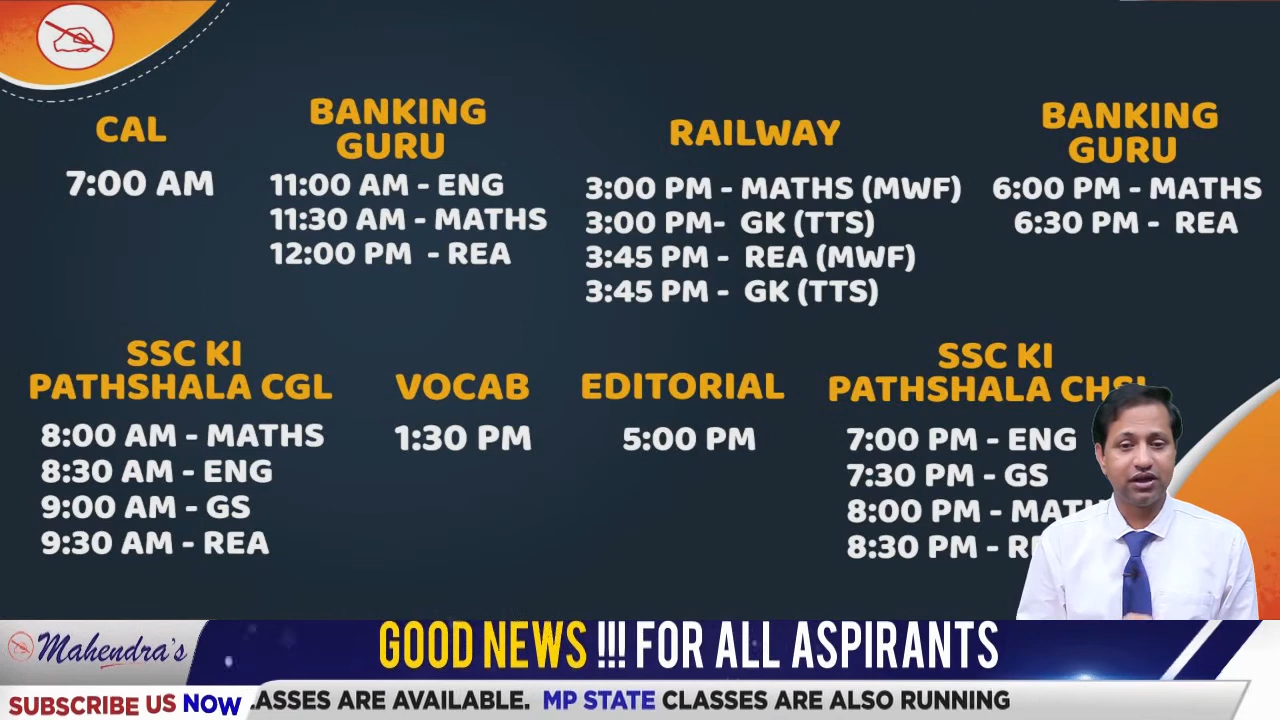 CAL
7:00 AM
BANKING
GURU
11:00 AM - ENG
11:30 AM - MATHS
12:00 PM - REA
RAILWAY
3:00 PM - MATHS (MWF)
3:00 PM- GK (TTS)
3:45 PM - REA (MWF)
3:45 PM - GK (TTS)
BANKING
GURU
6:00 PM - MATHS
6:30 PM - REA
SSC KI
PATHSHALA CGL
8:00 AM - MATHS
8:30 AM - ENG
9:00 AM - GS
9:30 AM - REA
VOCAB
1:30 PM
EDITORIAL
5:00 PM
SSC KI
PATHSHALA CHSL
7:00 PM - ENG
7:30 PM - GS
8:00 PM - MATH
8:30 PM -
Mahendra's
GOOD NEWS !!! FOR ALL ASPIRANTS
SUBSCRIBE US NOW
ARE AVAILABLE. MP STATE CLASSES ARE ALSO RUNNING